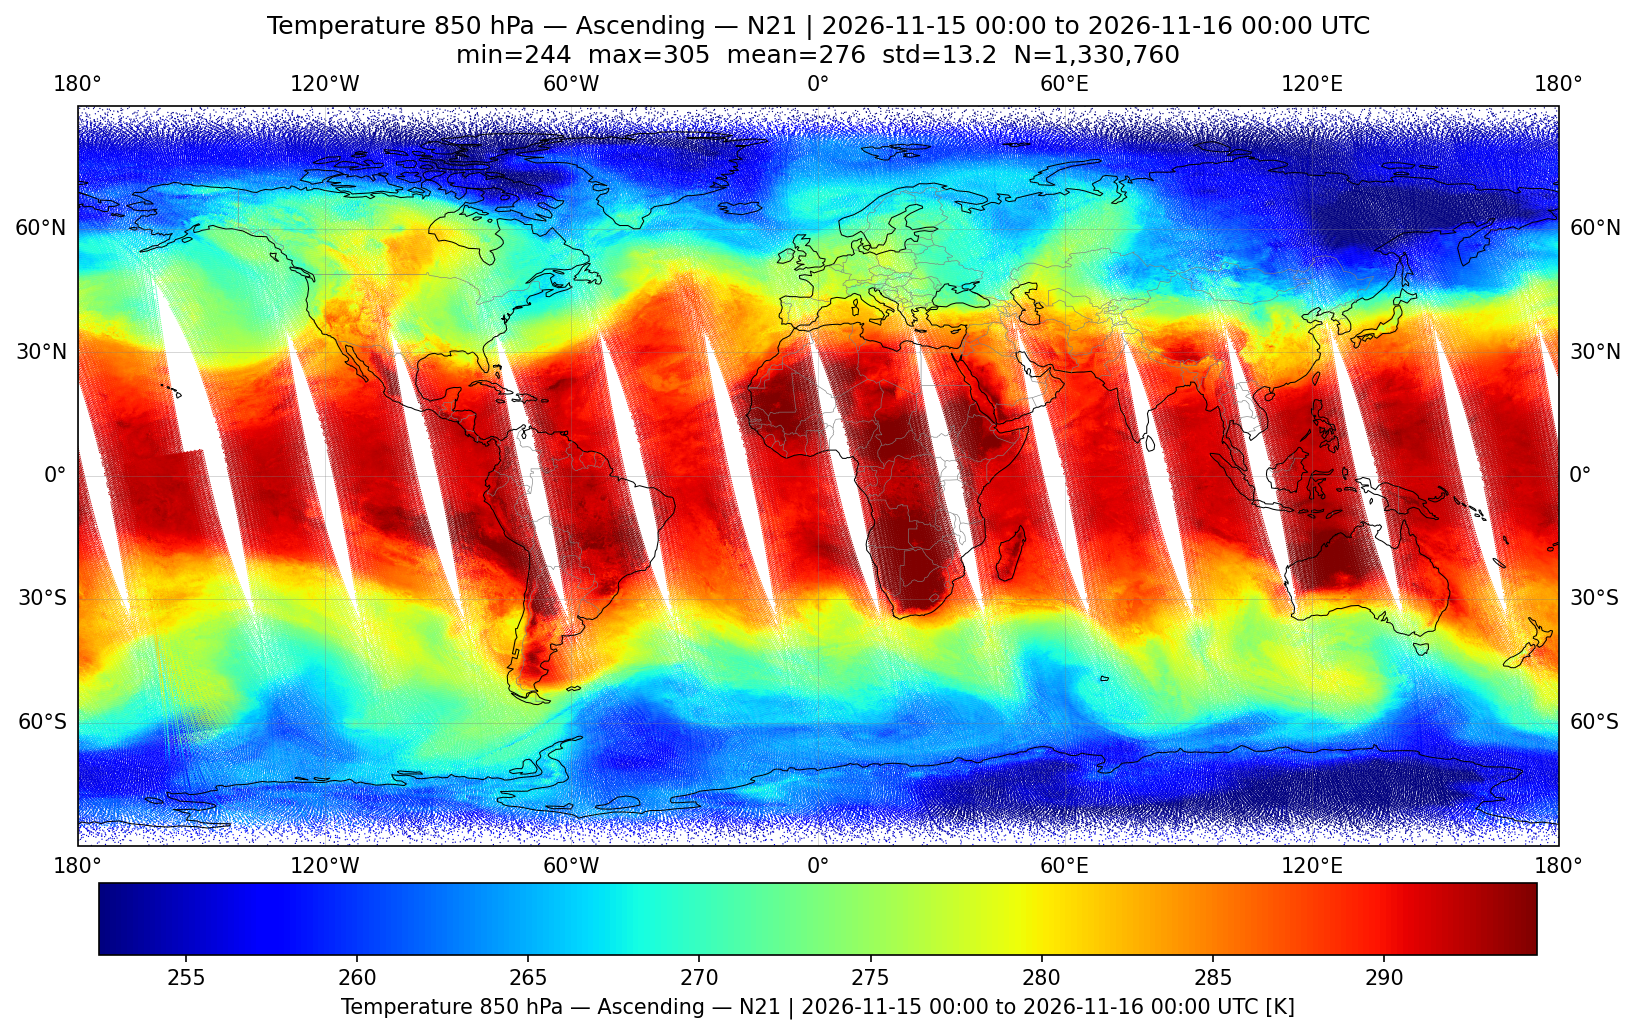 Temperature 850 hPa — Ascending — N21 | 2026-11-15 00:00 to 2026-11-16 00:00 UTC
min=244  max=305  mean=276  std=13.2  N=1,330,760
180° 120°W 60°W 0° 60°E 120°E 180°
60°N 60°N
30°N 30°N
0° 0°
30°S 30°S
60°S 60°S
180° 120°W 60°W 0° 60°E 120°E 180°
255 260 265 270 275 280 285 290
Temperature 850 hPa — Ascending — N21 | 2026-11-15 00:00 to 2026-11-16 00:00 UTC [K]